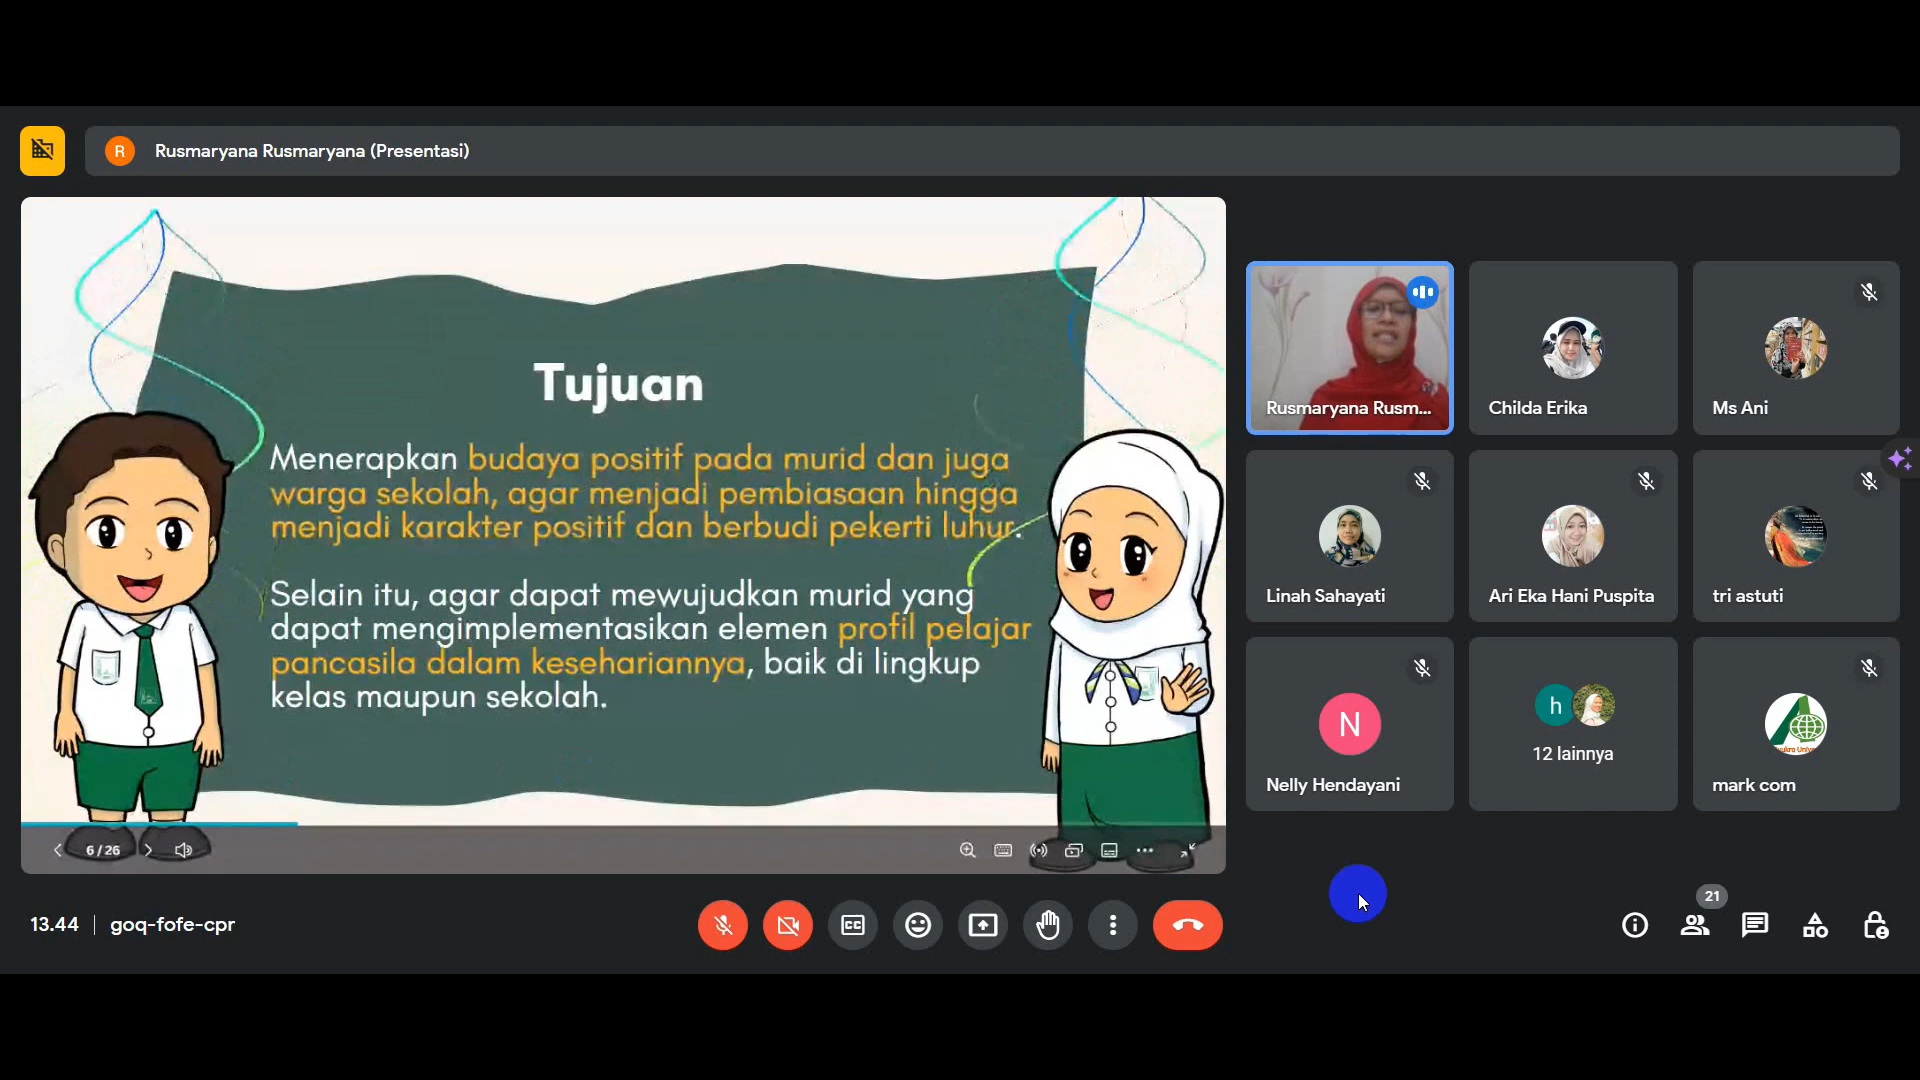 R Rusmaryana Rusmaryana (Presentasi)
Tujuan
Menerapkan budaya positif pada murid dan juga
warga sekolah, agar menjadi pembiasaan hingga
menjadi karakter positif dan berbudi pekerti luhur.
Selain itu, agar dapat mewujudkan murid yang
dapat mengimplementasikan elemen profil pelajar
pancasila dalam kesehariannya, baik di lingkup
kelas maupun sekolah.
6 / 26
Rusmaryana Rusm...
Childa Erika
Ms Ani
Linah Sahayati
Ari Eka Hani Puspita
tri astuti
N
Nelly Hendayani
h
12 lainnya
mark com
13.44 | goq-fofe-cpr
CC
21